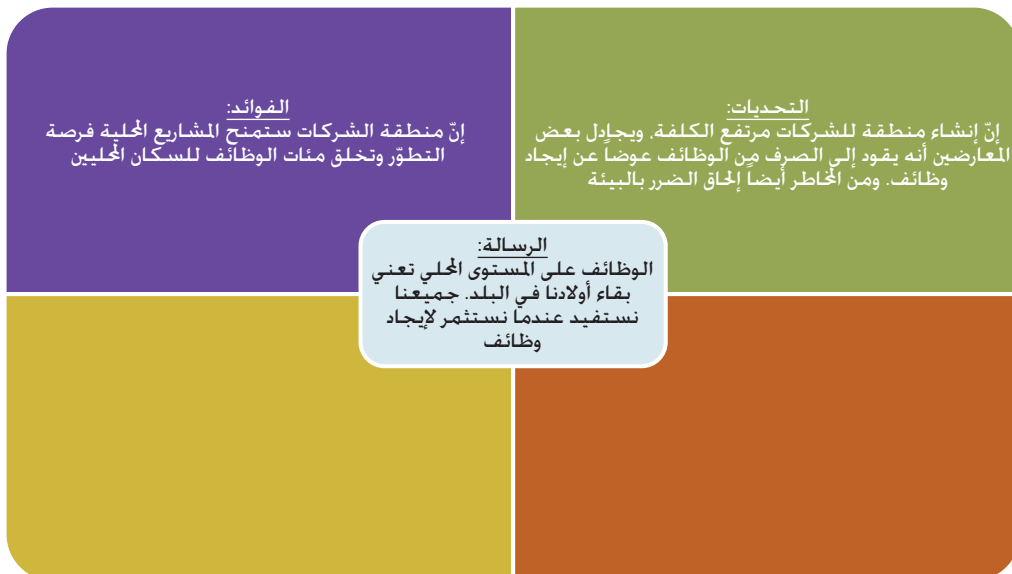 التحديات:
إنّ إنشاء منطقة للشركات مرتفع الكلفة. ويجادل بعض
المعارضين أنه يقود إلى الصرف من الوظائف عوضاً عن إيجاد
وظائف. ومن المخاطر أيضاً إلحاق الضرر بالبيئة
الفوائد:
إنّ منطقة الشركات ستمنح المشاريع المحلية فرصة
التطوّر وتخلق مئات الوظائف للسكان المحليين
الرسالة:
الوظائف على المستوى المحلي تعني
بقاء أولادنا في البلد. جميعنا
نستفيد عندما نستثمر لإيجاد
وظائف